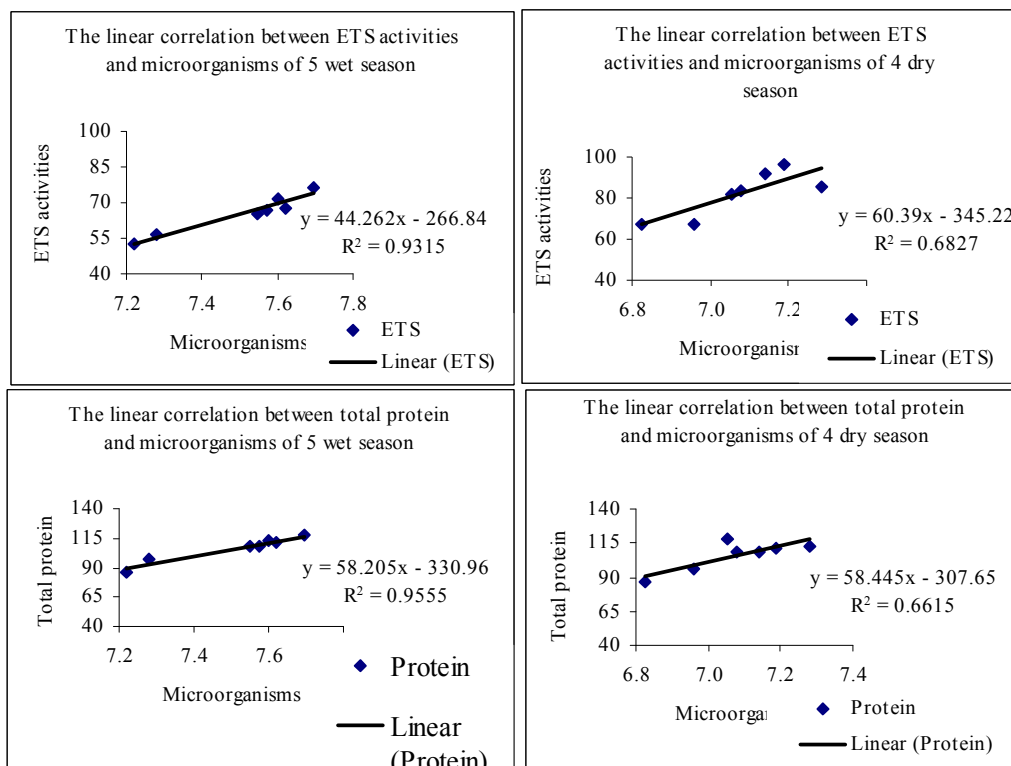 The linear correlation between ETS activities
and microorganisms of 5 wet season
100
85
70
55
40
7.2 7.4 7.6 7.8
ETS activities
Microorganisms
y = 44.262x - 266.84
R² = 0.9315
ETS
Linear (ETS)
The linear correlation between ETS
activities and microorganisms of 4 dry
season
100
80
60
40
6.8 7.0 7.2
ETS activities
Microorganisr
y = 60.39x - 345.22
R² = 0.6827
ETS
Linear (ETS)
The linear correlation between total protein
and microorganisms of 5 wet season
140
115
90
65
40
7.2 7.4 7.6
Total protein
Microorganisms
y = 58.205x - 330.96
R² = 0.9555
Protein
Linear
(Protein)
The linear correlation between total protein
and microorganisms of 4 dry season
140
115
90
65
40
6.8 7.0 7.2 7.4
Total protein
Microorgai
y = 58.445x - 307.65
R² = 0.6615
Protein
Linear (Protein)